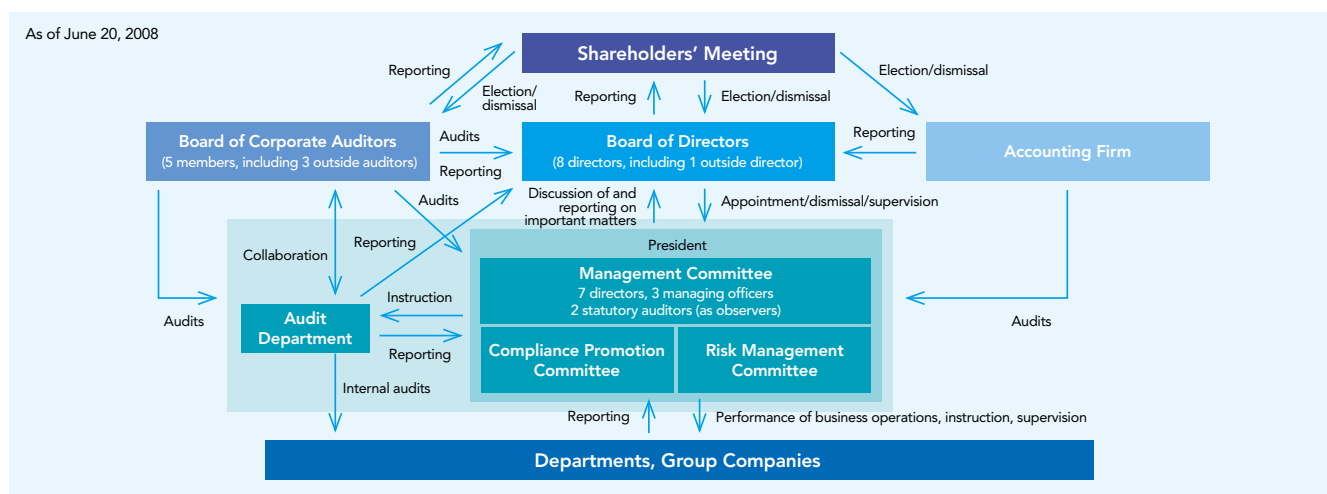 As of June 20, 2008
Shareholders’ Meeting
Reporting
Election/
dismissal
Reporting
Election/dismissal
Election/dismissal
Board of Corporate Auditors
(5 members, including 3 outside auditors)
Audits
Reporting
Board of Directors
(8 directors, including 1 outside director)
Reporting
Accounting Firm
Audits
Discussion of and
reporting on
important matters
Appointment/dismissal/supervision
Collaboration
Reporting
President
Management Committee
7 directors, 3 managing officers
2 statutory auditors (as observers)
Instruction
Audits
Audit
Department
Audits
Reporting
Compliance Promotion
Committee
Risk Management
Committee
Internal audits
Reporting
Performance of business operations, instruction, supervision
Departments, Group Companies